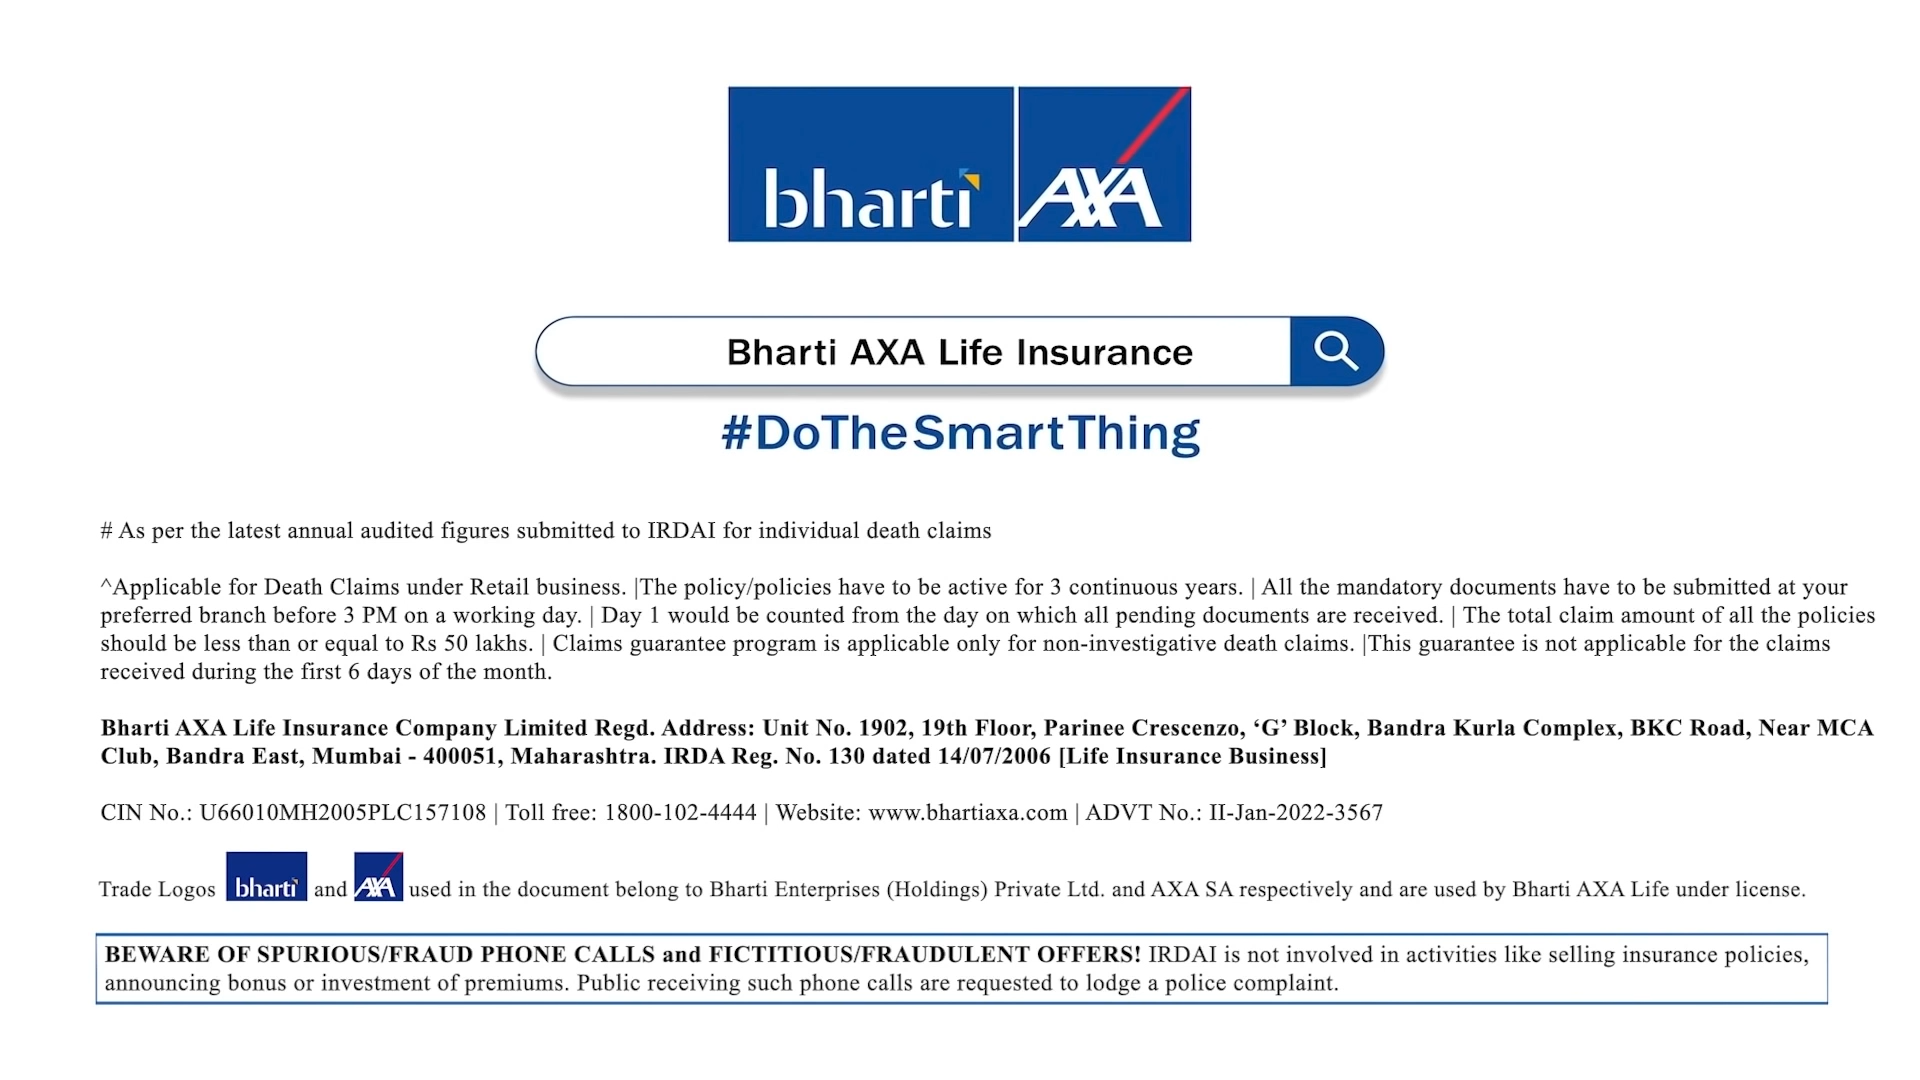 bharti AXA
Bharti AXA Life Insurance
#DoTheSmartThing
# As per the latest annual audited figures submitted to IRDAI for individual death claims
^Applicable for Death Claims under Retail business. |The policy/policies have to be active for 3 continuous years. | All the mandatory documents have to be submitted at your
preferred branch before 3 PM on a working day. | Day 1 would be counted from the day on which all pending documents are received. | The total claim amount of all the policies
should be less than or equal to Rs 50 lakhs. | Claims guarantee program is applicable only for non-investigative death claims. |This guarantee is not applicable for the claims
received during the first 6 days of the month.
Bharti AXA Life Insurance Company Limited Regd. Address: Unit No. 1902, 19th Floor, Parinee Crescenzo, ‘G’ Block, Bandra Kurla Complex, BKC Road, Near MCA
Club, Bandra East, Mumbai - 400051, Maharashtra. IRDA Reg. No. 130 dated 14/07/2006 [Life Insurance Business]
CIN No.: U66010MH2005PLC157108 | Toll free: 1800-102-4444 | Website: www.bhartiaxa.com | ADVT No.: II-Jan-2022-3567
Trade Logos bharti and AXA used in the document belong to Bharti Enterprises (Holdings) Private Ltd. and AXA SA respectively and are used by Bharti AXA Life under license.
BEWARE OF SPURIOUS/FRAUD PHONE CALLS and FICTITIOUS/FRAUDULENT OFFERS! IRDAI is not involved in activities like selling insurance policies,
announcing bonus or investment of premiums. Public receiving such phone calls are requested to lodge a police complaint.